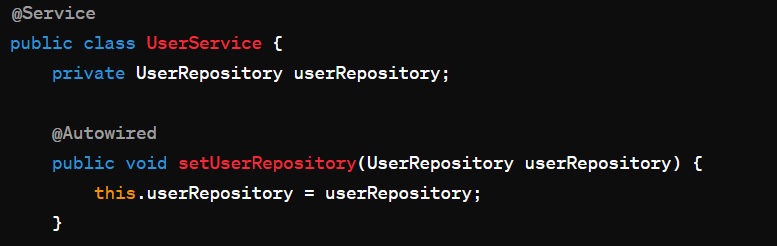 @Service
public class UserService {
    private UserRepository userRepository;

    @Autowired
    public void setUserRepository(UserRepository userRepository) {
        this.userRepository = userRepository;
    }